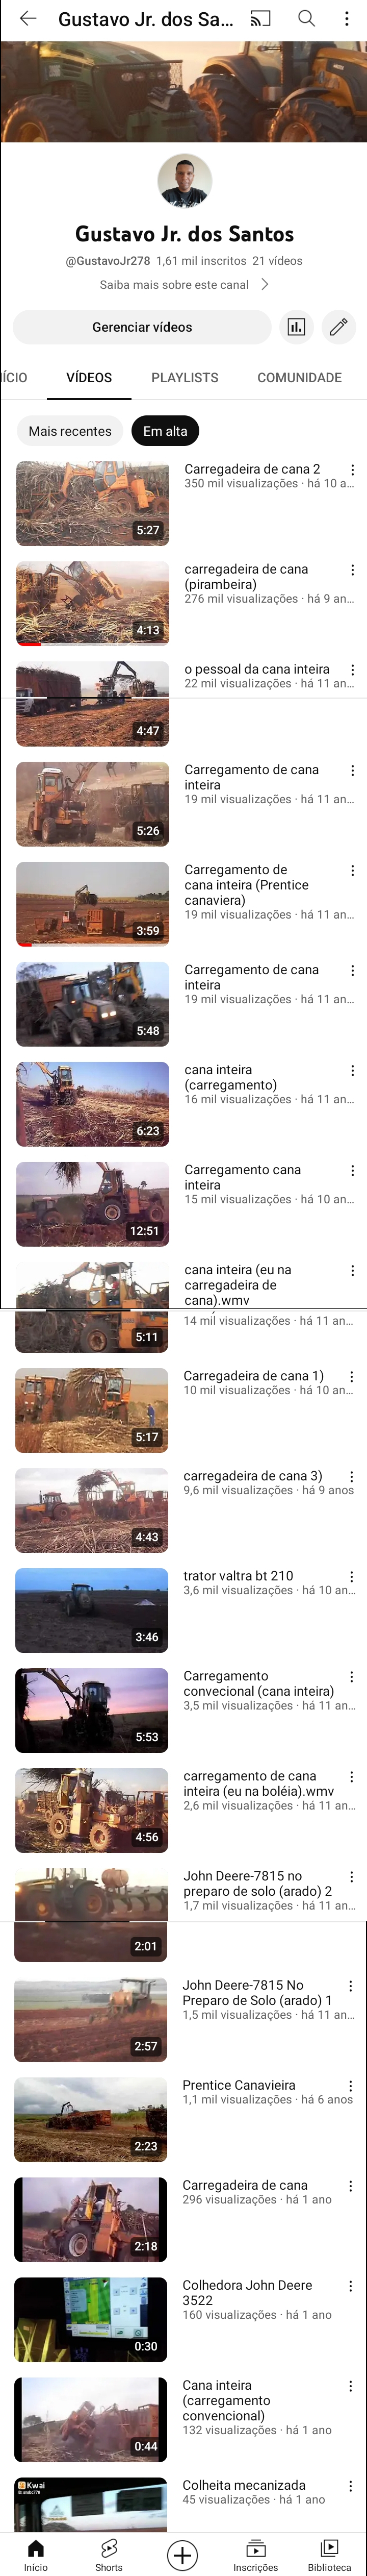 Gustavo Jr. dos Sa...
Gustavo Jr. dos Santos
@GustavoJr278 1,61 mil inscritos 21 vídeos
Saiba mais sobre este canal
Gerenciar vídeos
ÍCIO VÍDEOS PLAYLISTS COMUNIDADE
Mais recentes Em alta
Carregadeira de cana 2
350 mil visualizações · há 10 a...
5:27
carregadeira de cana
(pirambeira)
276 mil visualizações · há 9 an...
4:13
o pessoal da cana inteira
22 mil visualizações · há 11 an...
4:47
Carregamento de cana
inteira
19 mil visualizações · há 11 an...
5:26
Carregamento de
cana inteira (Prentice
canaviera)
19 mil visualizações · há 11 an...
3:59
Carregamento de cana
inteira
19 mil visualizações · há 11 an...
5:48
cana inteira
(carregamento)
16 mil visualizações · há 11 an...
6:23
Carregamento cana
inteira
15 mil visualizações · há 10 an...
12:51
cana inteira (eu na
carregadeira de
cana).wmv
14 mil visualizações · há 11 an...
5:11
Carregadeira de cana 1)
10 mil visualizações · há 10 an...
5:17
carregadeira de cana 3)
9,6 mil visualizações · há 9 anos
4:43
trator valtra bt 210
3,6 mil visualizações · há 10 an...
3:46
Carregamento
convecional (cana inteira)
3,5 mil visualizações · há 11 an...
5:53
carregamento de cana
inteira (eu na boléia).wmv
2,6 mil visualizações · há 11 an...
4:56
John Deere-7815 no
preparo de solo (arado) 2
1,7 mil visualizações · há 11 an...
2:01
John Deere-7815 No
Preparo de Solo (arado) 1
1,5 mil visualizações · há 11 an...
2:57
Prentice Canavieira
1,1 mil visualizações · há 6 anos
2:23
Carregadeira de cana
296 visualizações · há 1 ano
2:18
Colhedora John Deere
3522
160 visualizações · há 1 ano
0:30
Cana inteira
(carregamento
convencional)
132 visualizações · há 1 ano
0:44
Kwai
Colheita mecanizada
45 visualizações · há 1 ano
Início Shorts Inscrições Biblioteca